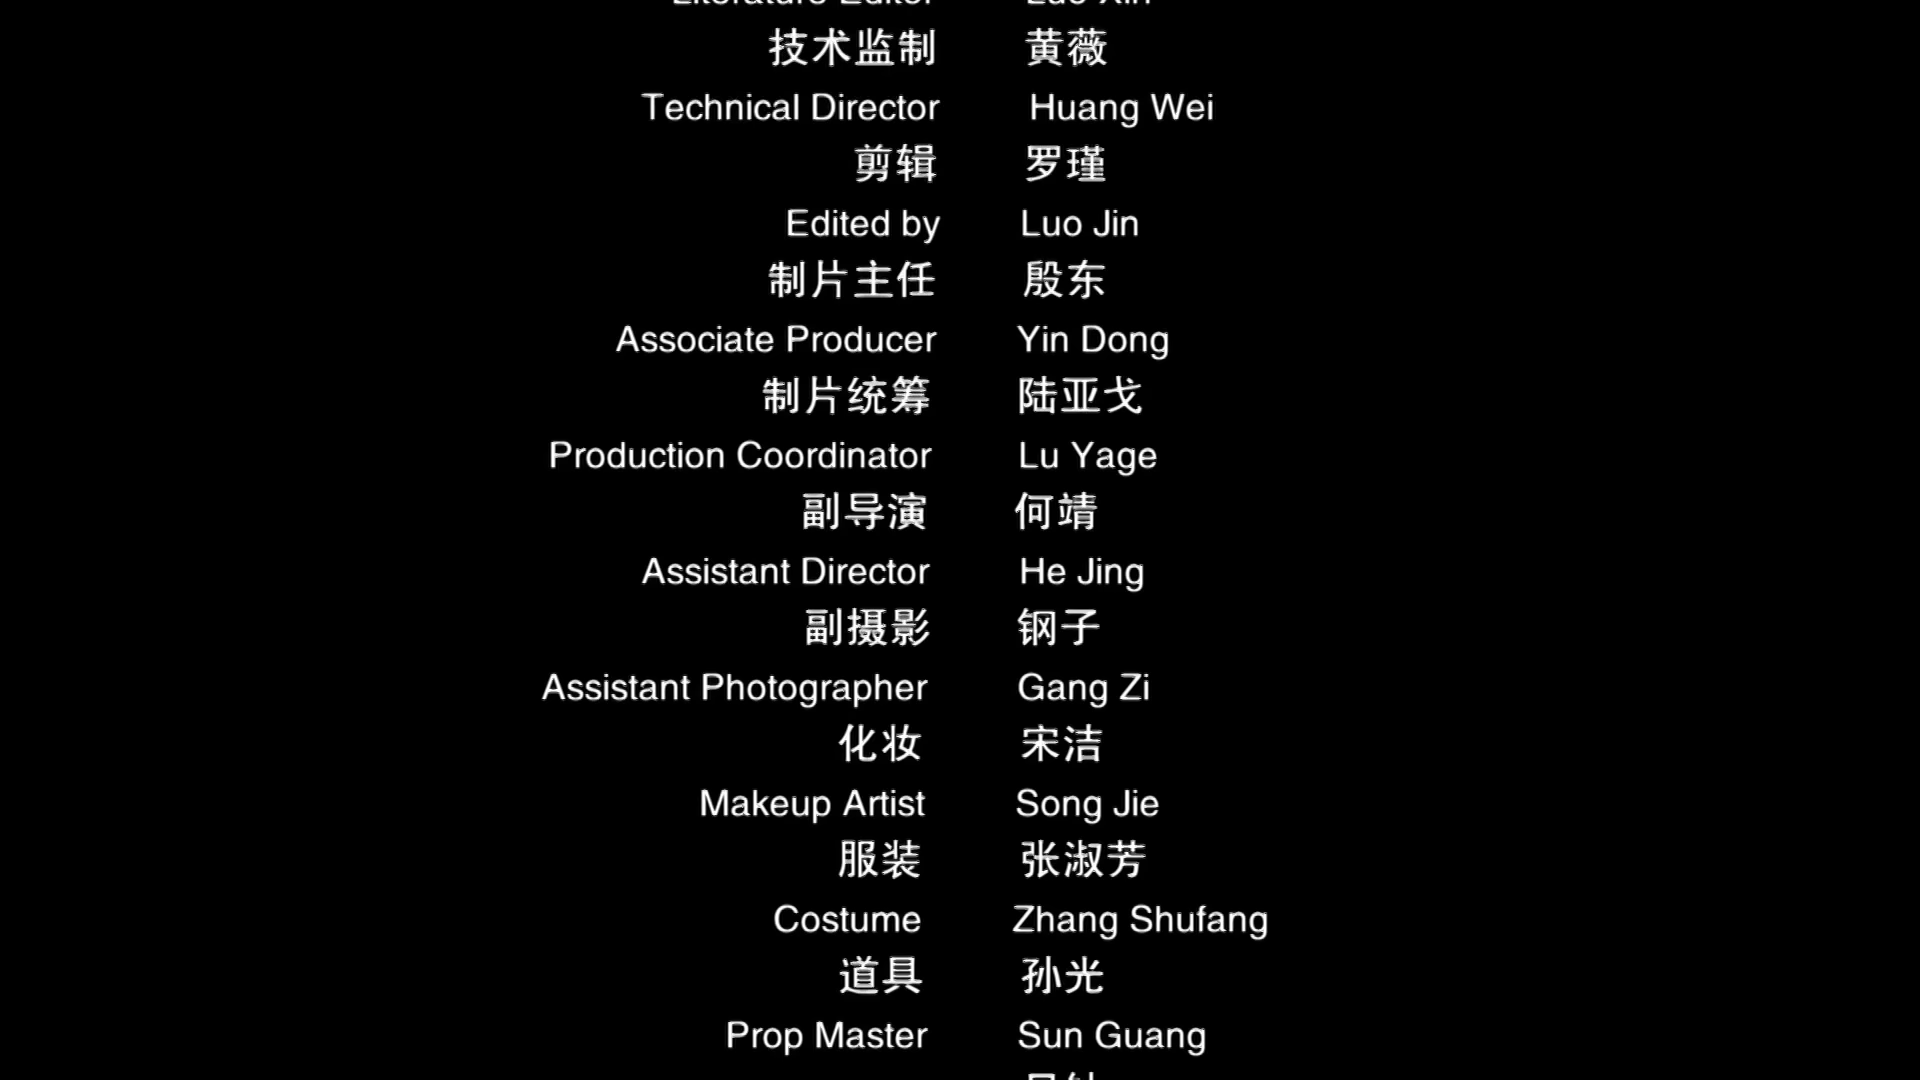 Literature Editor Luo Xin
技术监制 黄薇
Technical Director Huang Wei
剪辑 罗瑾
Edited by Luo Jin
制片主任 殷东
Associate Producer Yin Dong
制片统筹 陆亚戈
Production Coordinator Lu Yage
副导演 何靖
Assistant Director He Jing
副摄影 钢子
Assistant Photographer Gang Zi
化妆 宋洁
Makeup Artist Song Jie
服装 张淑芳
Costume Zhang Shufang
道具 孙光
Prop Master Sun Guang